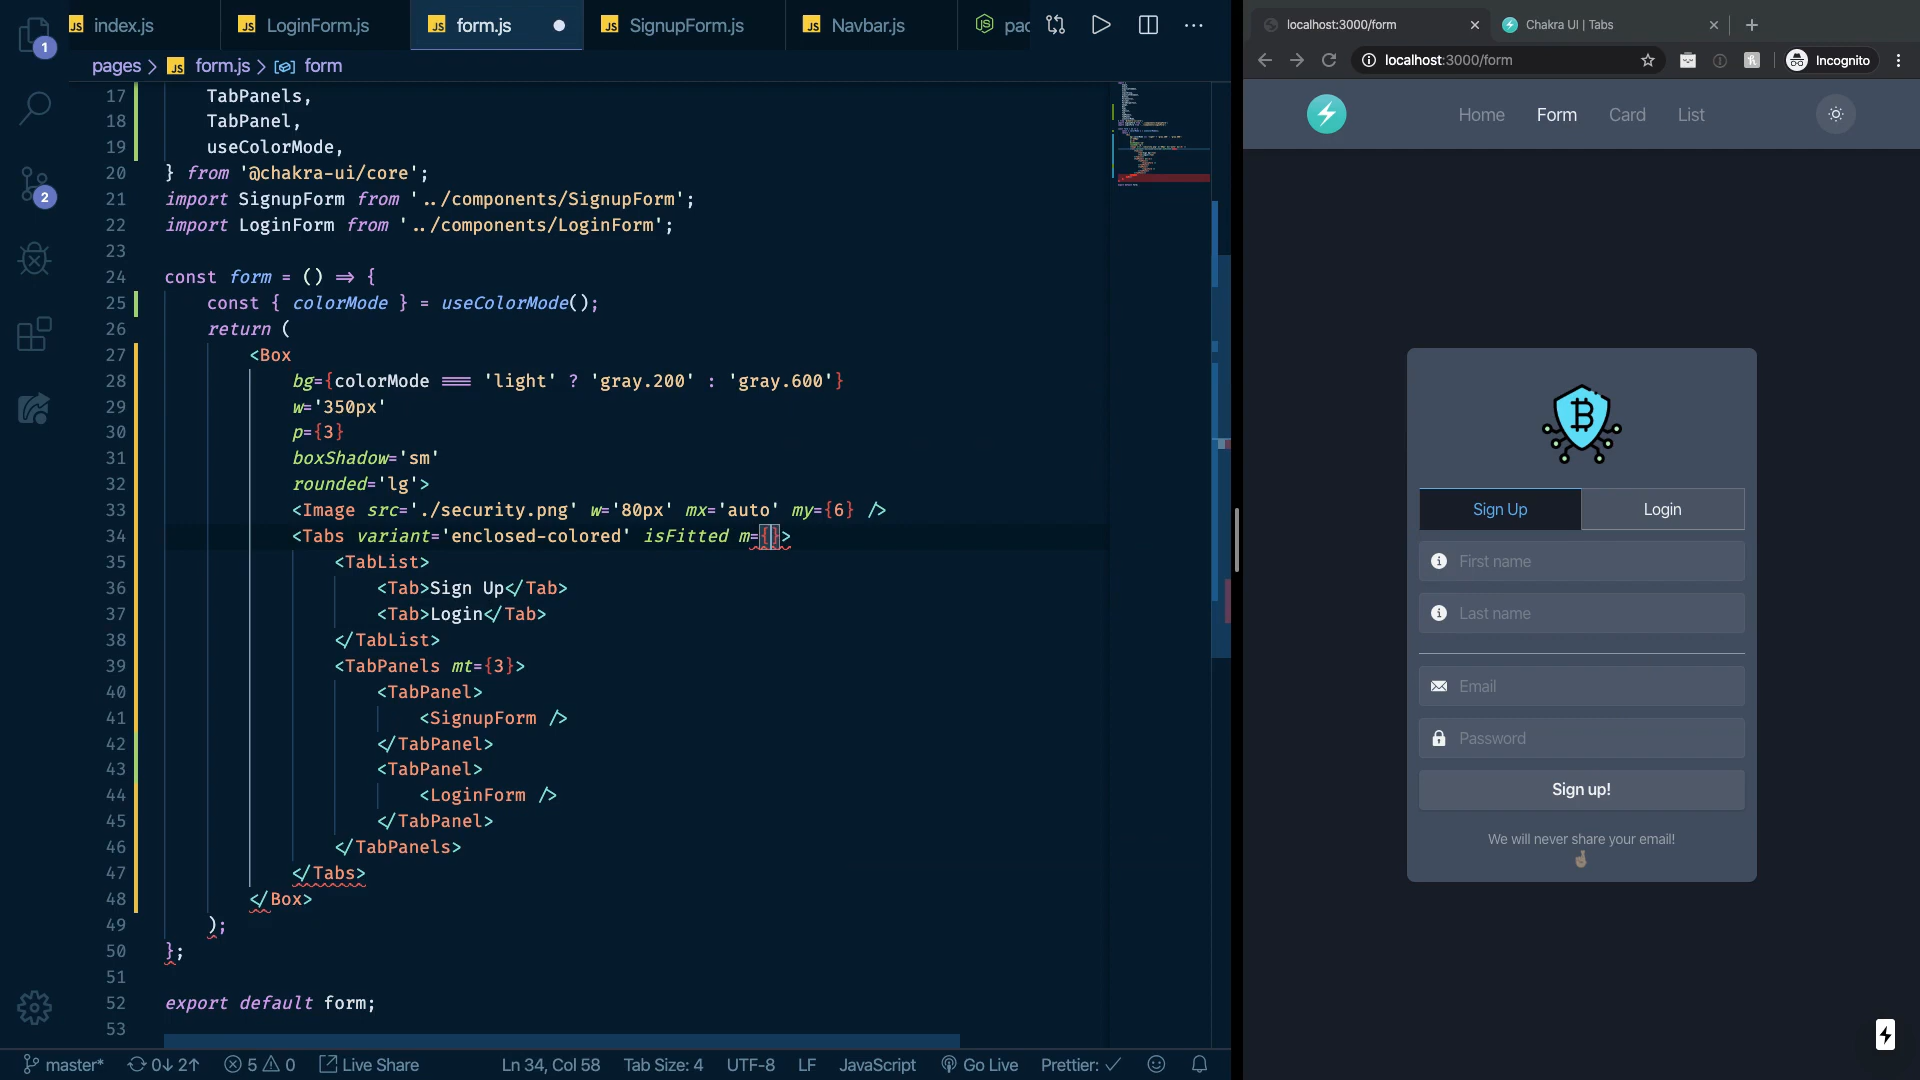 index.js
LoginForm.js
form.js
SignupForm.js
Navbar.js
pac
pages > form.js > form
17 TabPanels,
18 TabPanel,
19 useColorMode,
20 } from '@chakra-ui/core';
21 import SignupForm from '../components/SignupForm';
22 import LoginForm from '../components/LoginForm';
23
24 const form = () => {
25 const { colorMode } = useColorMode();
26 return (
27 <Box
28 bg={colorMode === 'light' ? 'gray.200' : 'gray.600'}
29 w='350px'
30 p={3}
31 boxShadow='sm'
32 rounded='lg'>
33 <Image src='./security.png' w='80px' mx='auto' my={6} />
34 <Tabs variant='enclosed-colored' isFitted m={}>
35 <TabList>
36 <Tab>Sign Up</Tab>
37 <Tab>Login</Tab>
38 </TabList>
39 <TabPanels mt={3}>
40 <TabPanel>
41 <SignupForm />
42 </TabPanel>
43 <TabPanel>
44 <LoginForm />
45 </TabPanel>
46 </TabPanels>
47 </Tabs>
48 </Box>
49 );
50 };
51
52 export default form;
53
1
2
master* 0↓ 2↑ 5 0 Live Share Ln 34, Col 58 Tab Size: 4 UTF-8 LF JavaScript Go Live Prettier: ✓
localhost:3000/form
Chakra UI | Tabs
localhost:3000/form
Incognito
Home Form Card List
Sign Up Login
First name
Last name
Email
Password
Sign up!
We will never share your email!